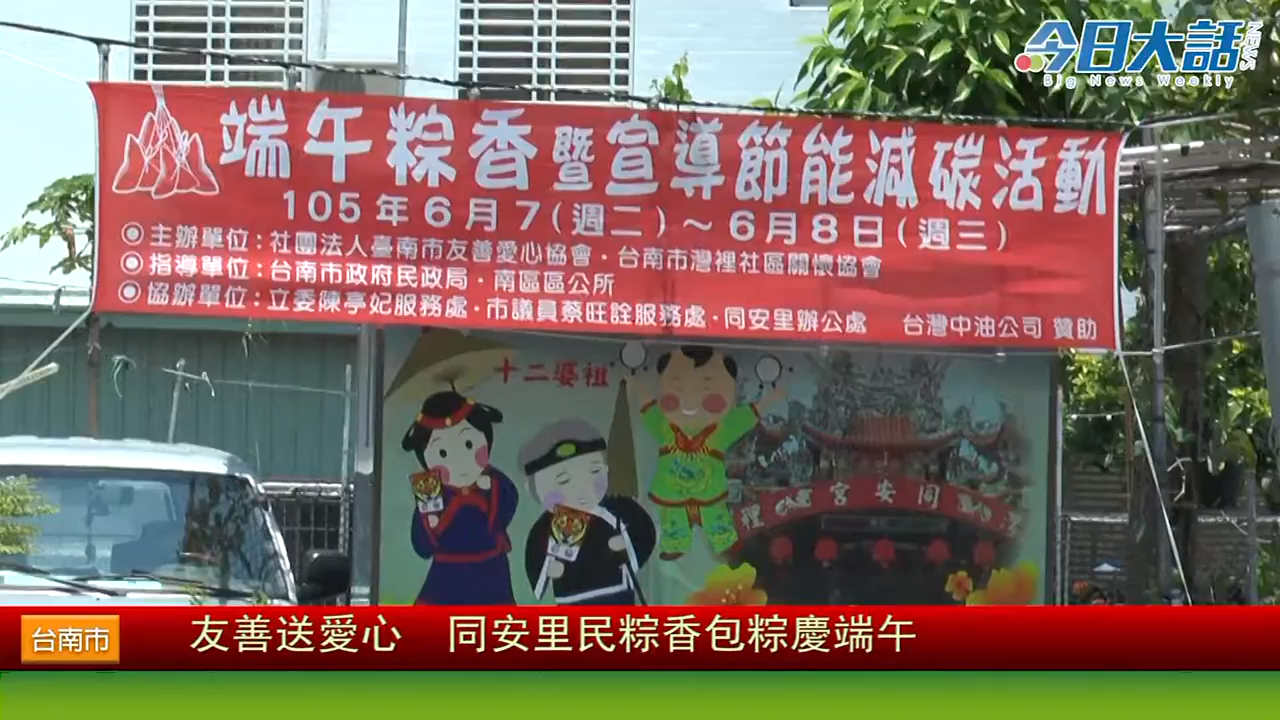 今日大話
NEWS
Big News Weekly
端午粽香暨宣導節能減碳活動
105年6月7(週二)～6月8日(週三)
◎主辦單位：社團法人臺南市友善愛心協會・台南市灣裡社區關懷協會
◎指導單位：台南市政府民政局・南區區公所
◎協辦單位：立委陳亭妃服務處・市議員蔡旺詮服務處・同安里辦公處 台灣中油公司 贊助
十二婆祖
裡 宮安同 灣
台南市
友善送愛心 同安里民粽香包粽慶端午